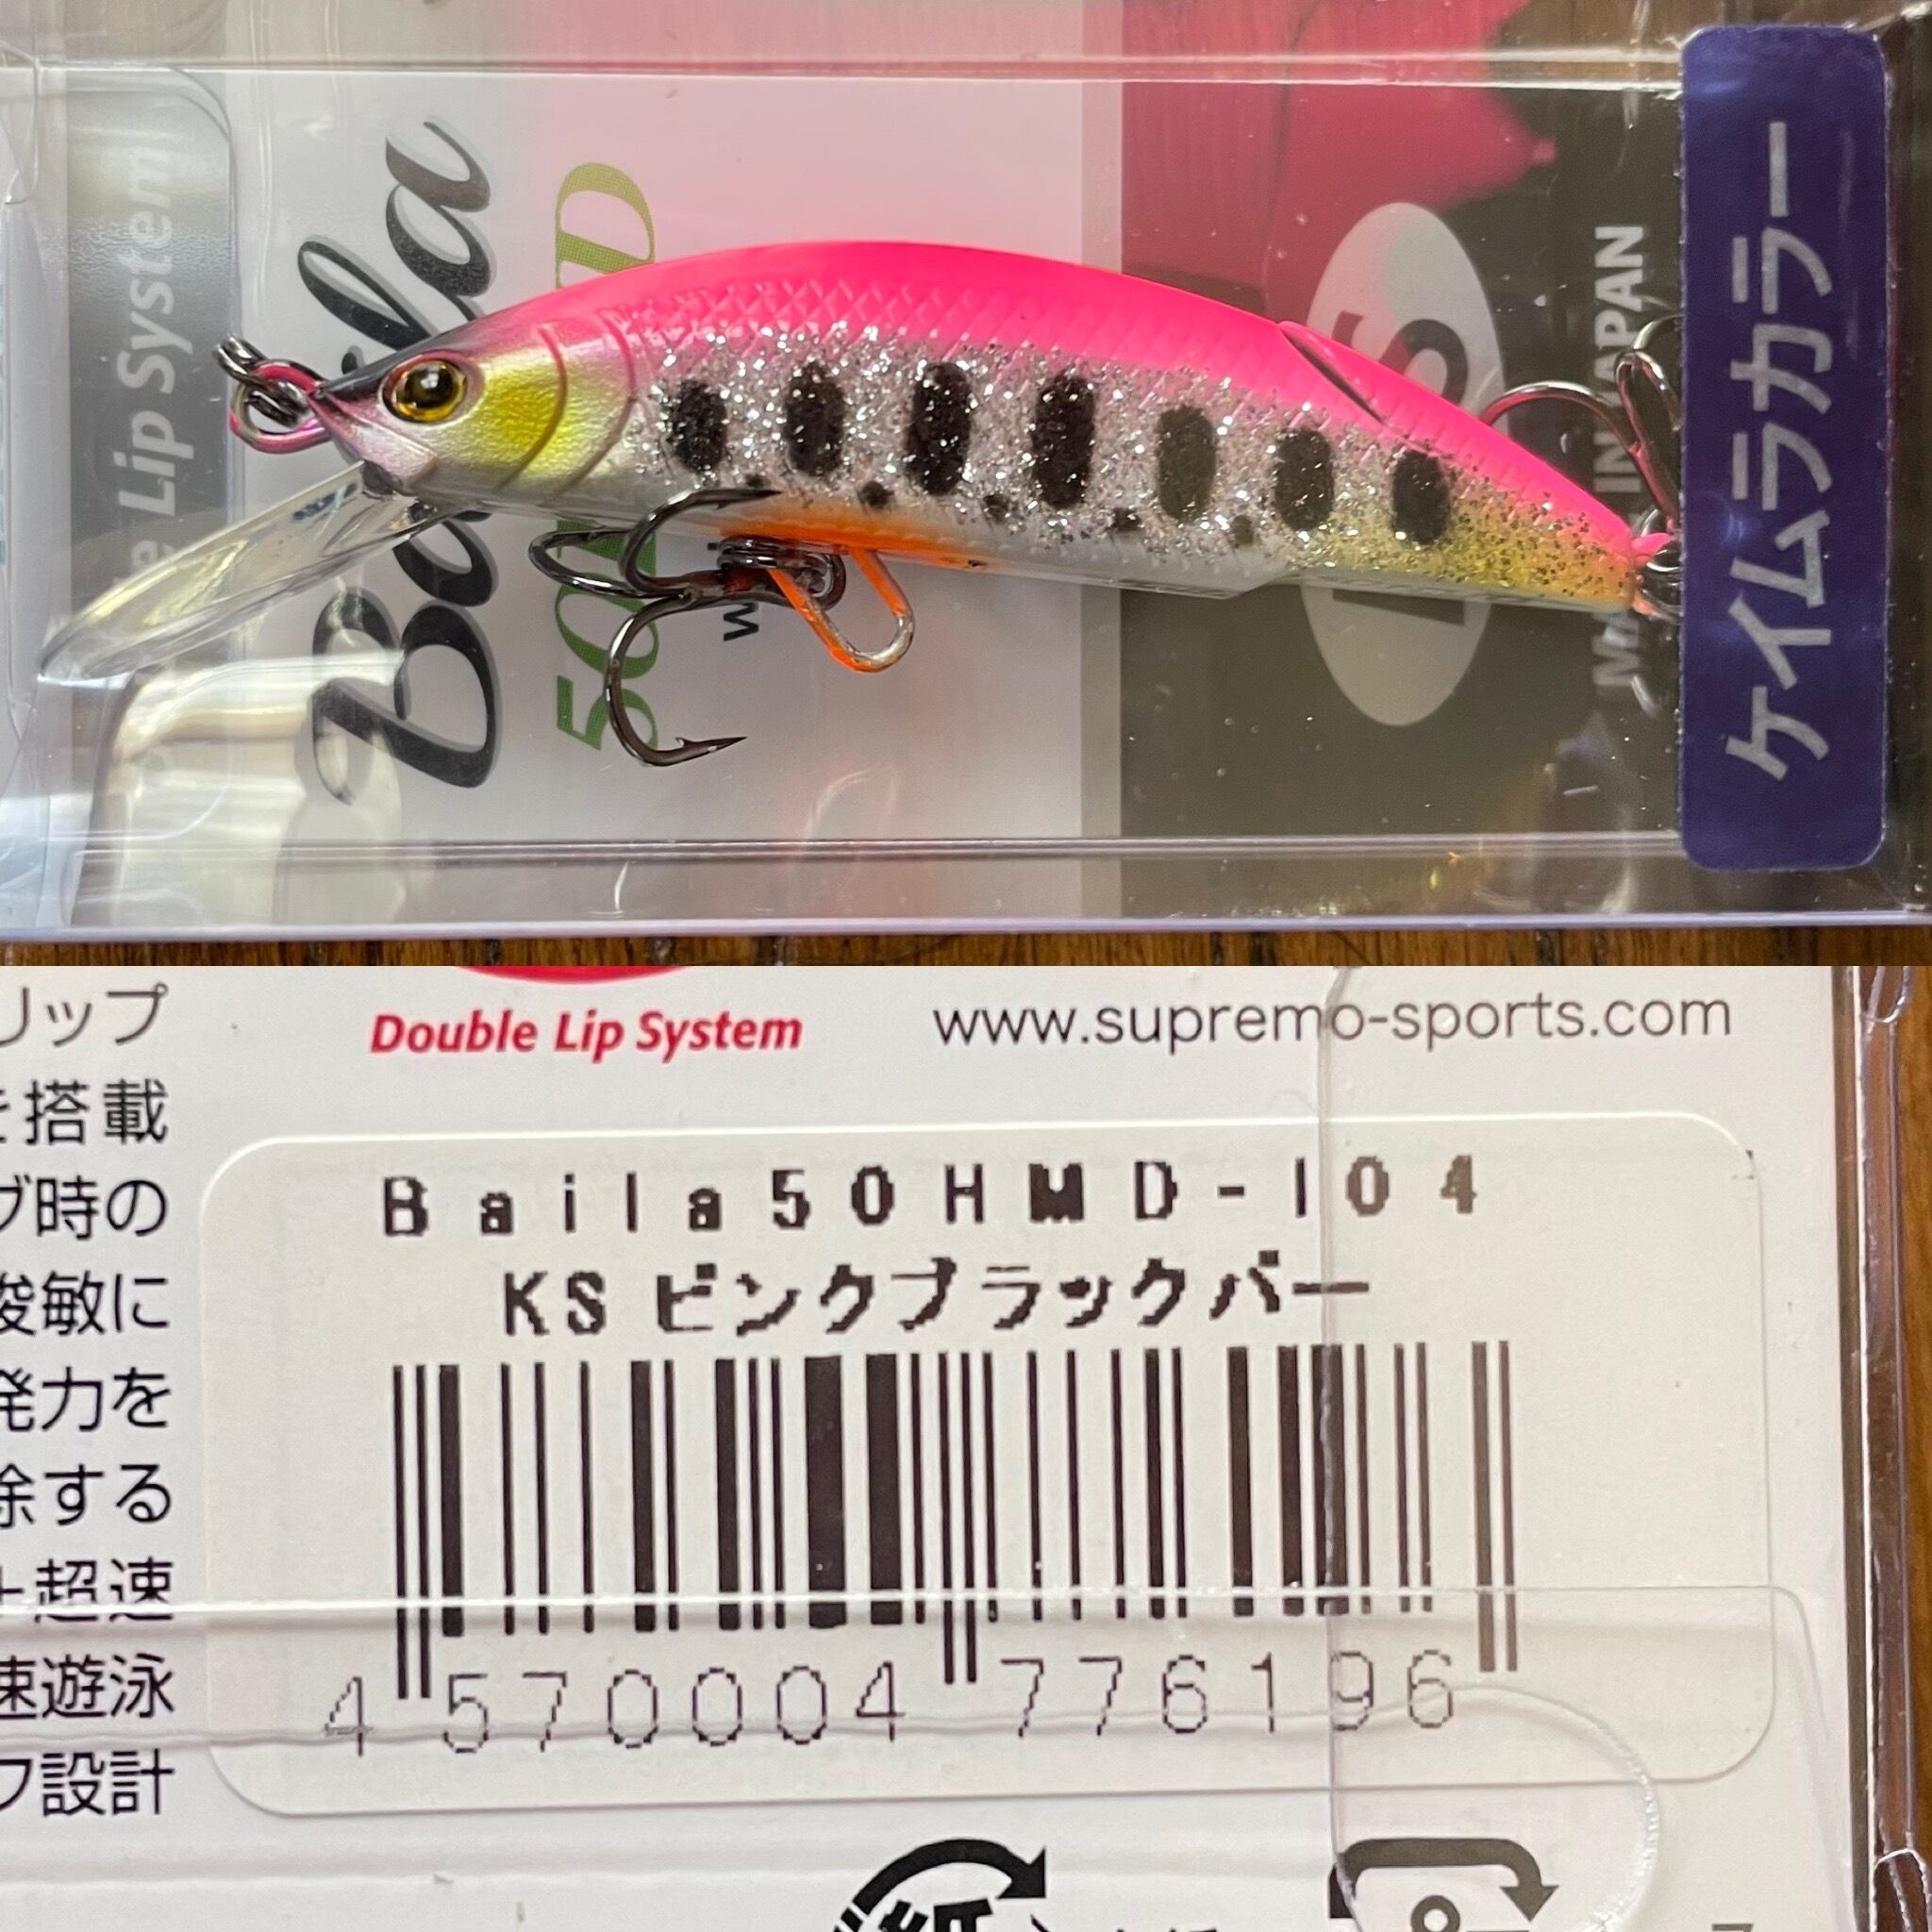 Lip System
Baila
MADE IN JAPAN
ケイムラカラー
リップ
を搭載
ブ時の
俊敏に
発力を
除する
+超速
速遊泳
フ設計
Double Lip System
www.supremo-sports.com
Baila50HMD-104
KS ピンクブラックバー
4 570004 776196